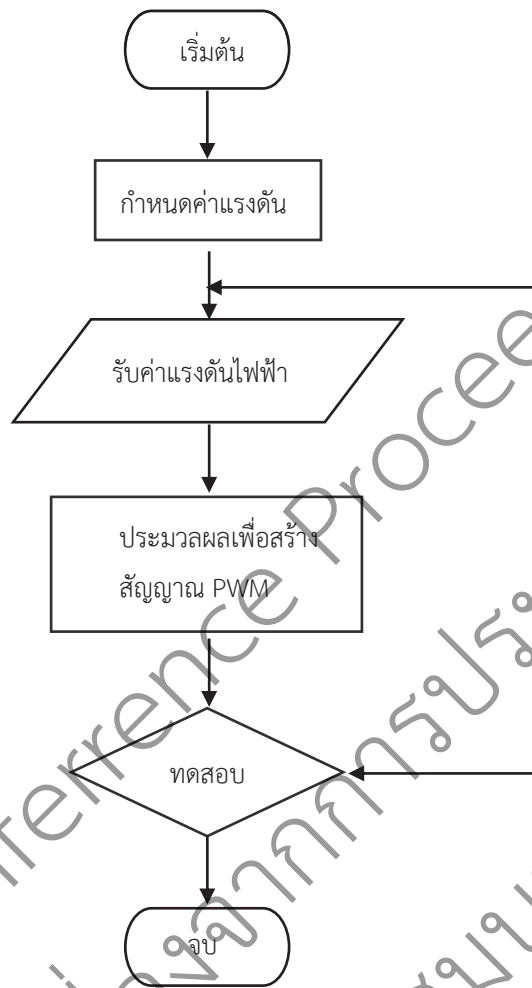 เริ่มต้น
กำหนดค่าแรงดัน
รับค่าแรงดันไฟฟ้า
ประมวลผลเพื่อสร้าง
สัญญาณ PWM
ทดสอบ
จบ